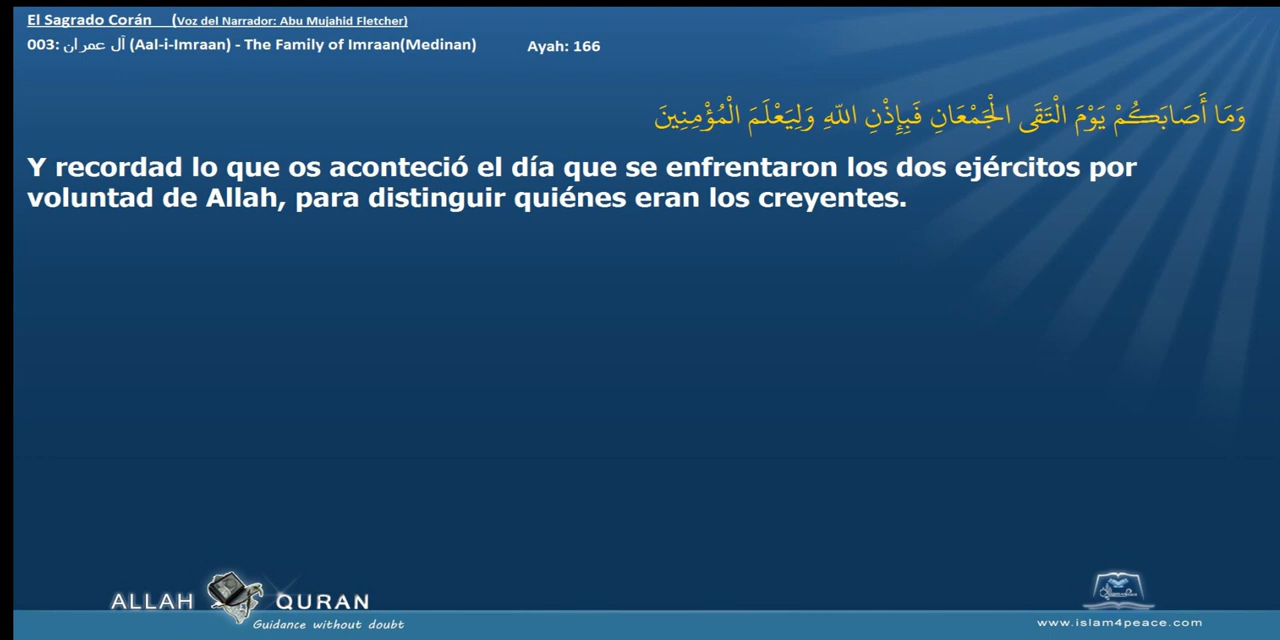 El Sagrado Corán (Voz del Narrador: Abu Mujahid Fletcher)
003: آل عمران (Aal-i-Imraan) - The Family of Imraan(Medinan) Ayah: 166
وَمَا أَصَابَكُمْ يَوْمَ الْتَقَى الْجَمْعَانِ فَبِإِذْنِ اللّهِ وَلِيَعْلَمَ الْمُؤْمِنِينَ
Y recordad lo que os aconteció el día que se enfrentaron los dos ejércitos por
voluntad de Allah, para distinguir quiénes eran los creyentes.
ALLAH QURAN
Guidance without doubt
www.islam4peace.com